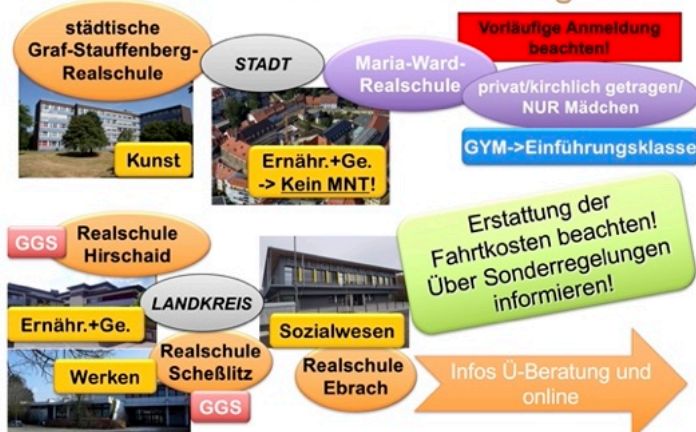 städtische
Graf-Stauffenberg-
Realschule
STADT
Maria-Ward-
Realschule
Vorläufige Anmeldung
beachten!
privat/kirchlich getragen/
NUR Mädchen
GYM->Einführungsklasse
Kunst
Ernähr.+Ge.
-> Kein MNT!
Erstattung der
Fahrtkosten beachten!
Über Sonderregelungen
informieren!
GGS
Realschule
Hirschaid
LANDKREIS
Ernähr.+Ge.
Sozialwesen
Werken
Realschule
Scheßlitz
GGS
Realschule
Ebrach
Infos Ü-Beratung und
online